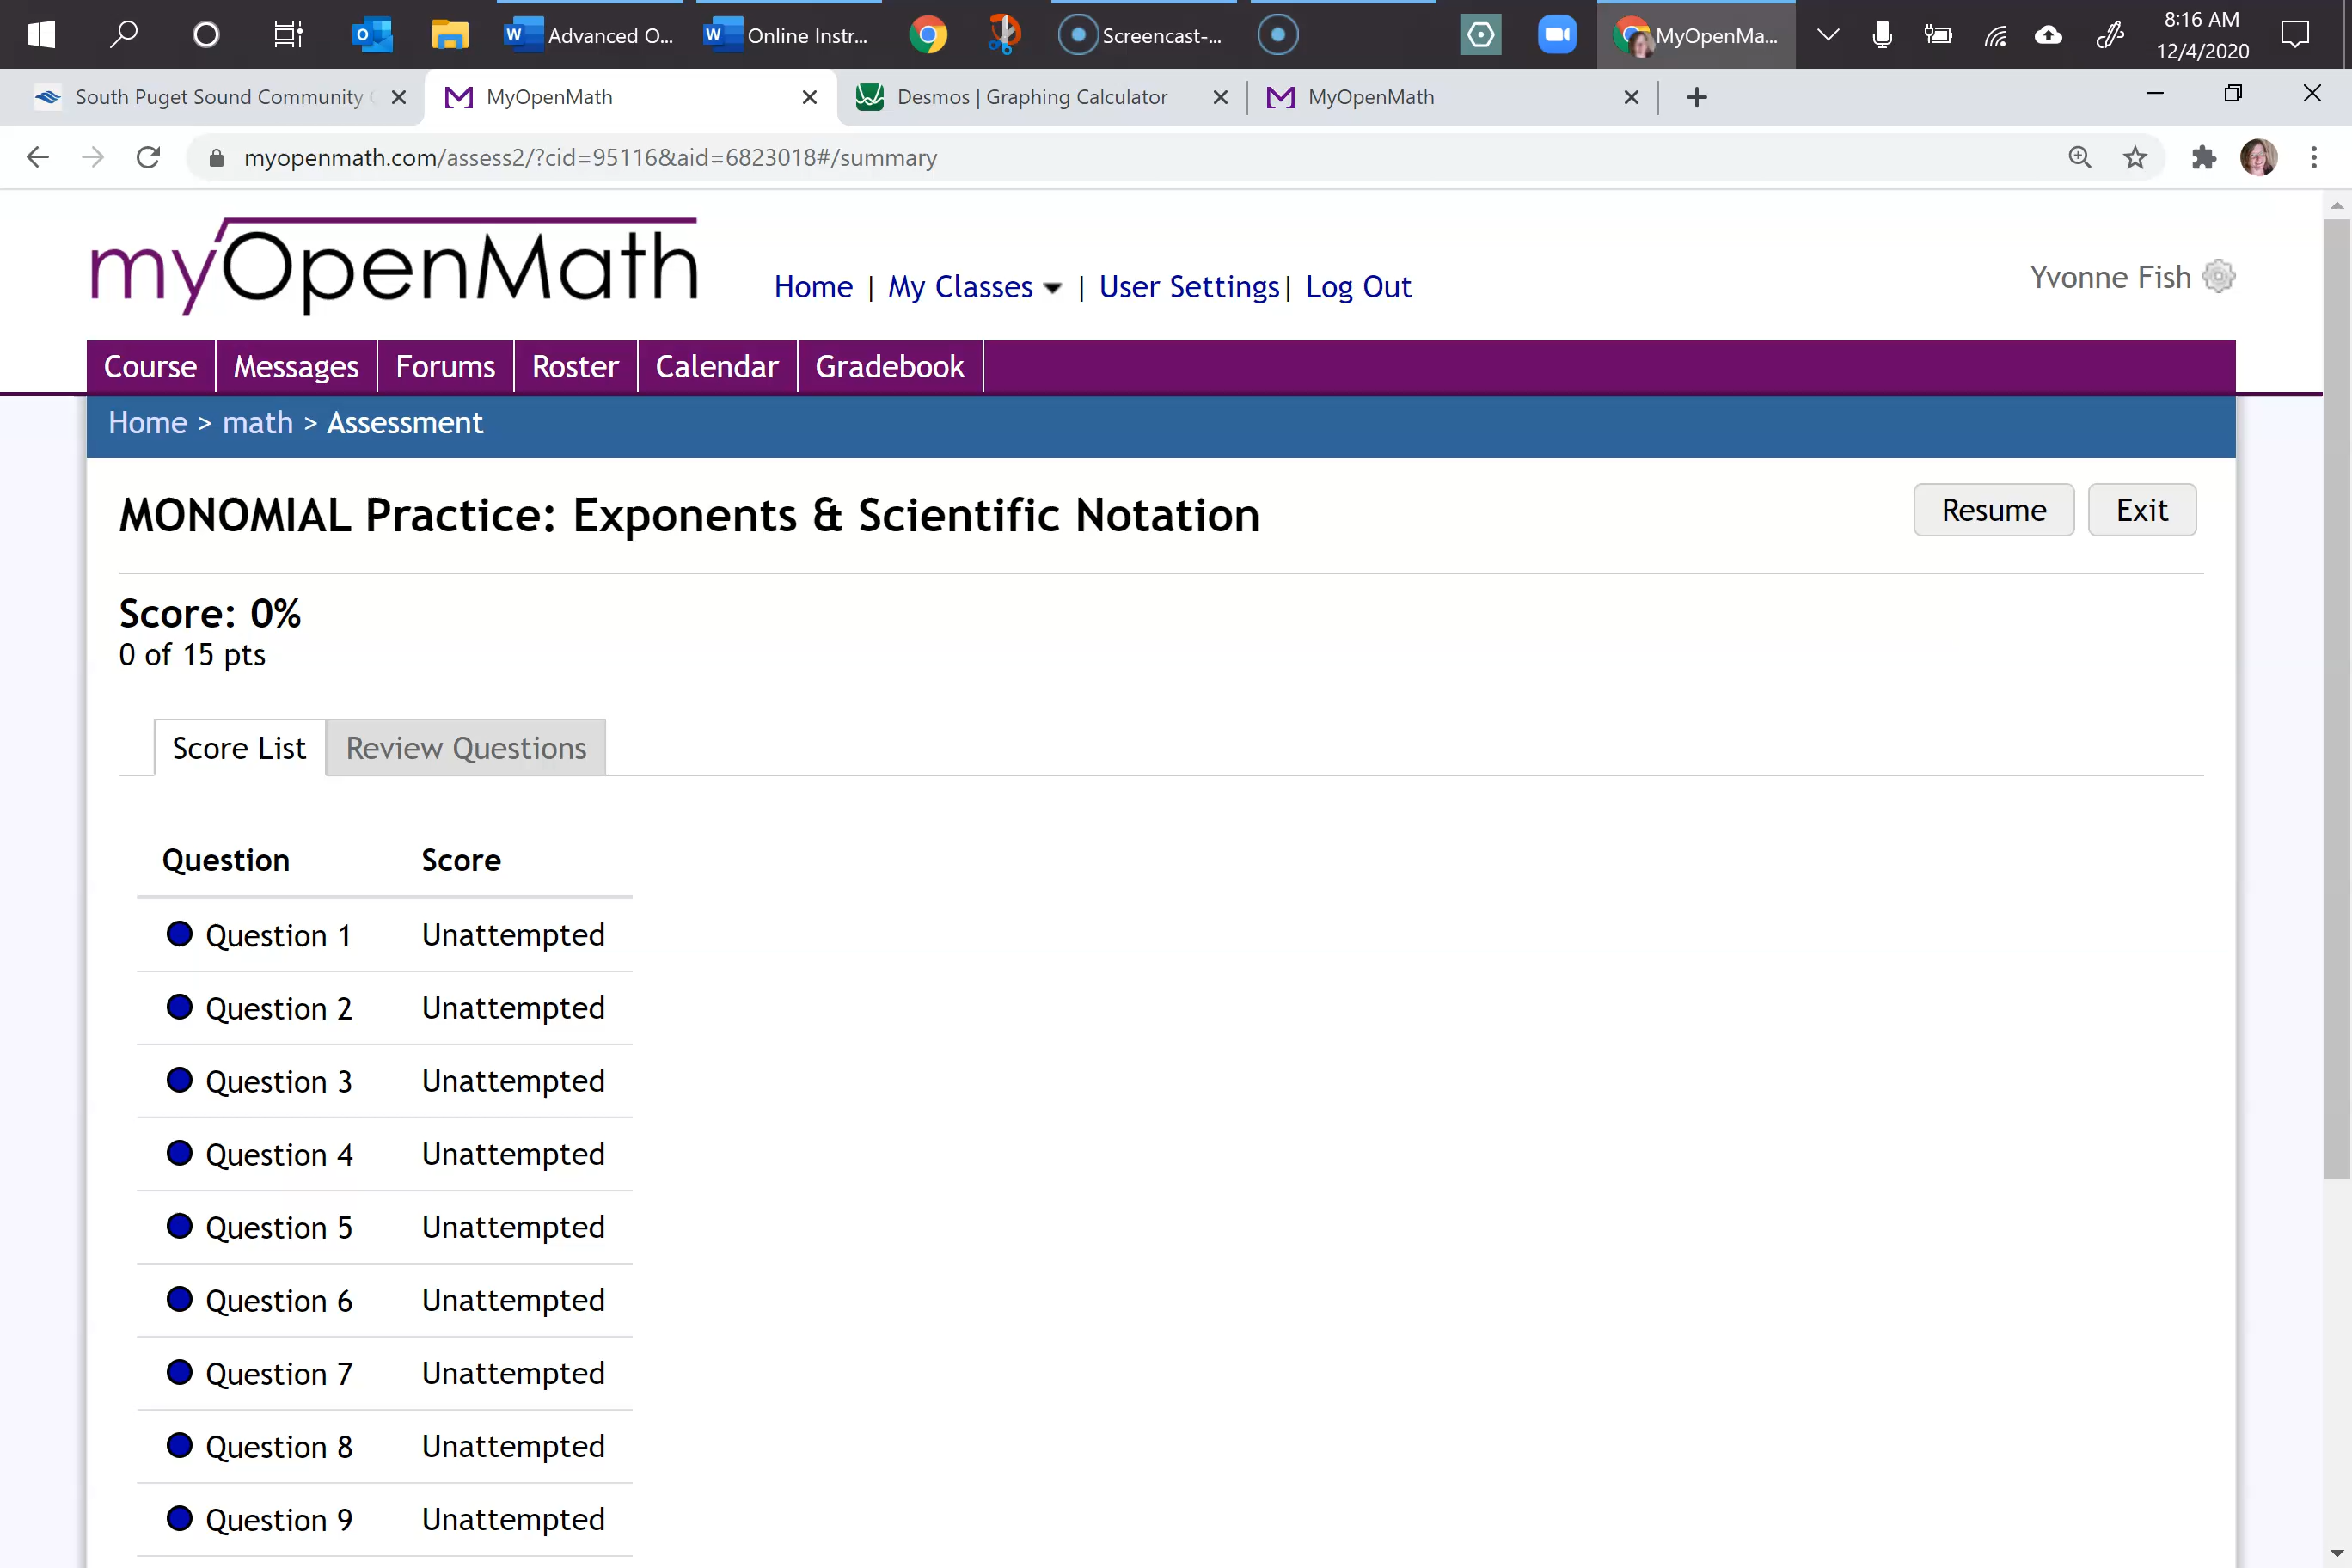 Advanced O...
Online Instr...
Screencast-...
MyOpenMa...
8:16 AM
12/4/2020
South Puget Sound Community
MyOpenMath
Desmos | Graphing Calculator
MyOpenMath
myopenmath.com/assess2/?cid=95116&aid=6823018#/summary
myOpenMath
Home | My Classes | User Settings | Log Out
Yvonne Fish
Course Messages Forums Roster Calendar Gradebook
Home > math > Assessment
MONOMIAL Practice: Exponents & Scientific Notation
Resume
Exit
Score: 0%
0 of 15 pts
Score List Review Questions
Question Score
Question 1 Unattempted
Question 2 Unattempted
Question 3 Unattempted
Question 4 Unattempted
Question 5 Unattempted
Question 6 Unattempted
Question 7 Unattempted
Question 8 Unattempted
Question 9 Unattempted